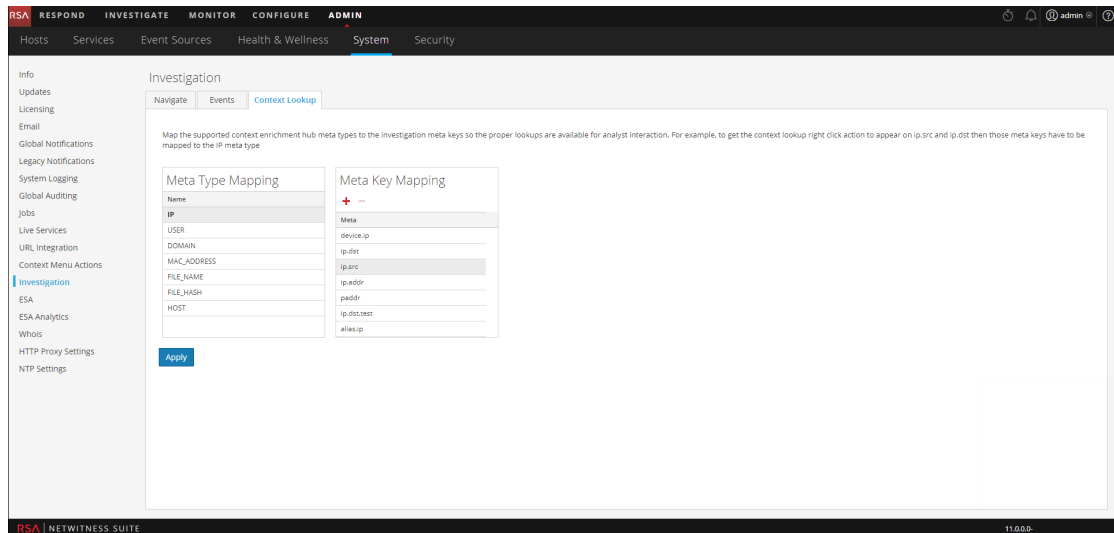 RSA RESPOND INVESTIGATE MONITOR CONFIGURE ADMIN admin
Hosts Services Event Sources Health & Wellness System Security
Info
Updates
Licensing
Email
Global Notifications
Legacy Notifications
System Logging
Global Auditing
Jobs
Live Services
URL Integration
Context Menu Actions
Investigation
ESA
ESA Analytics
Whois
HTTP Proxy Settings
NTP Settings
Investigation
Navigate Events Context Lookup
Map the supported context enrichment hub meta types to the investigation meta keys so the proper lookups are available for analyst interaction. For example, to get the context lookup right click action to appear on ip.src and ip.dst then those meta keys have to be
mapped to the IP meta type
Meta Type Mapping
Name
IP
USER
DOMAIN
MAC_ADDRESS
FILE_NAME
FILE_HASH
HOST
Meta Key Mapping
+ −
Meta
device.ip
ip.dst
ip.src
ip.addr
paddr
ip.dst.test
alias.ip
Apply
RSA | NETWITNESS SUITE 11.0.0.0-